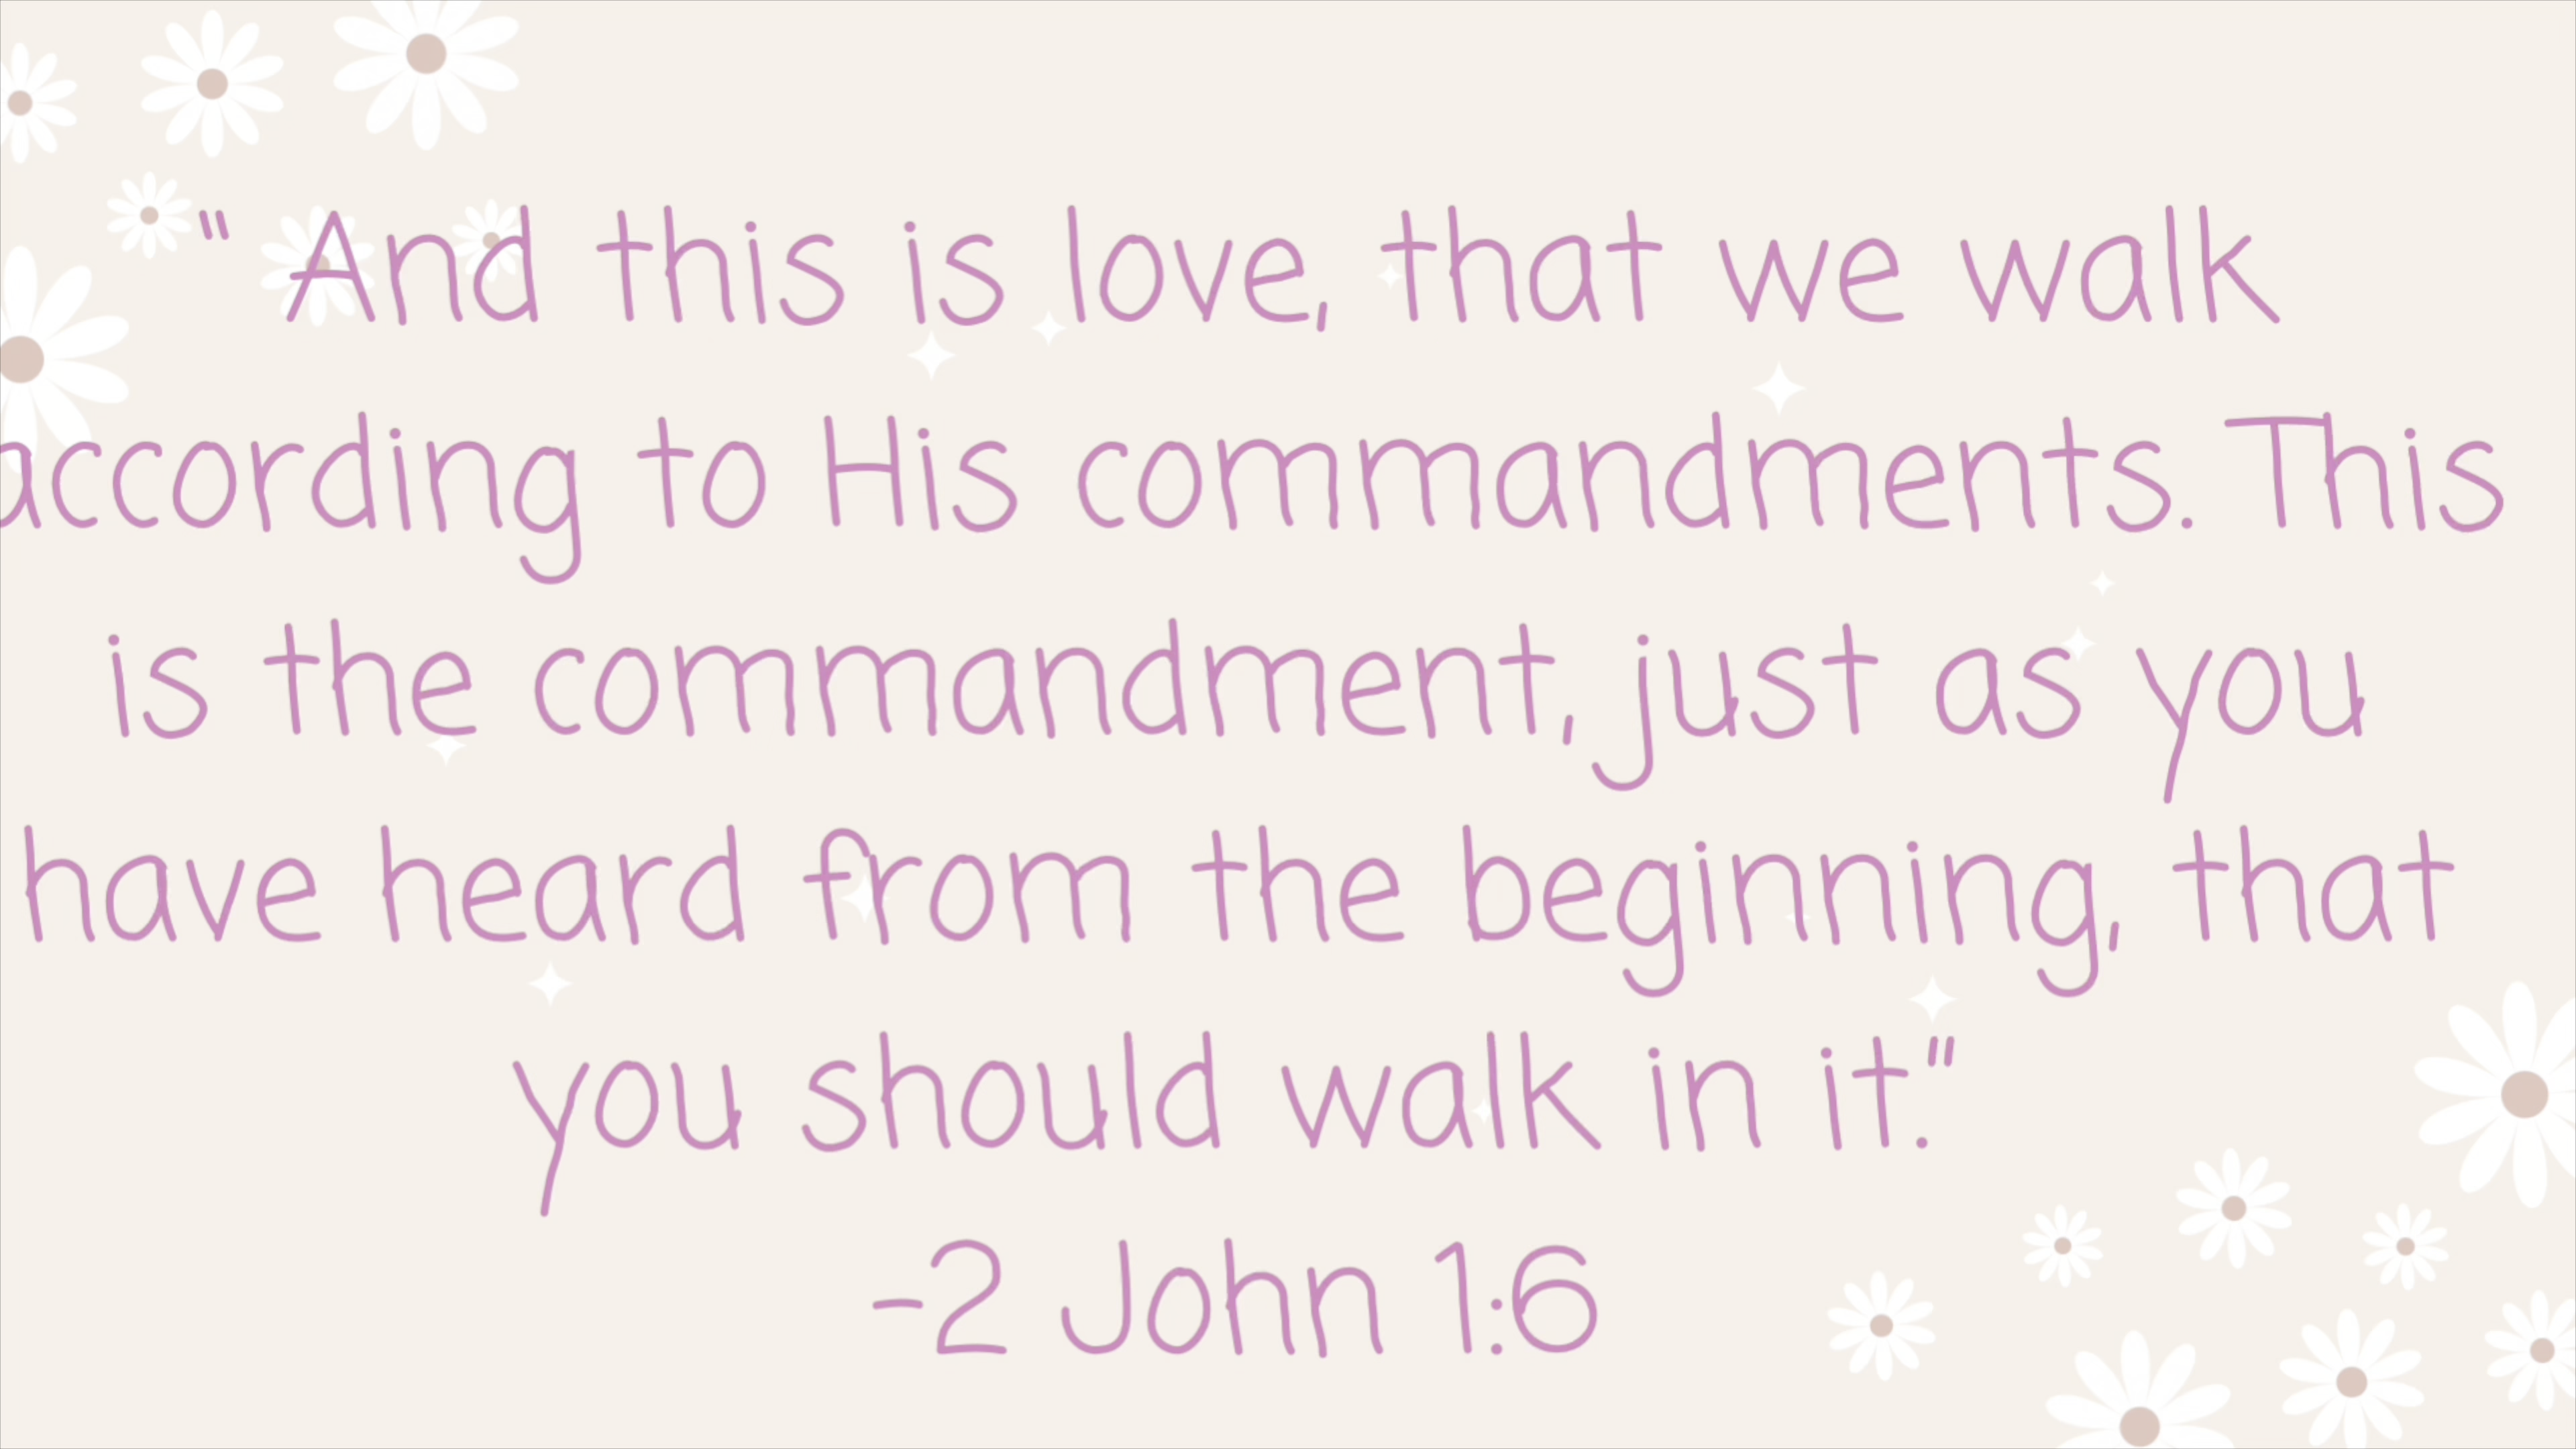 " And this is love, that we walk
according to His commandments. This
is the commandment, just as you
have heard from the beginning, that
you should walk in it."
-2 John 1:6